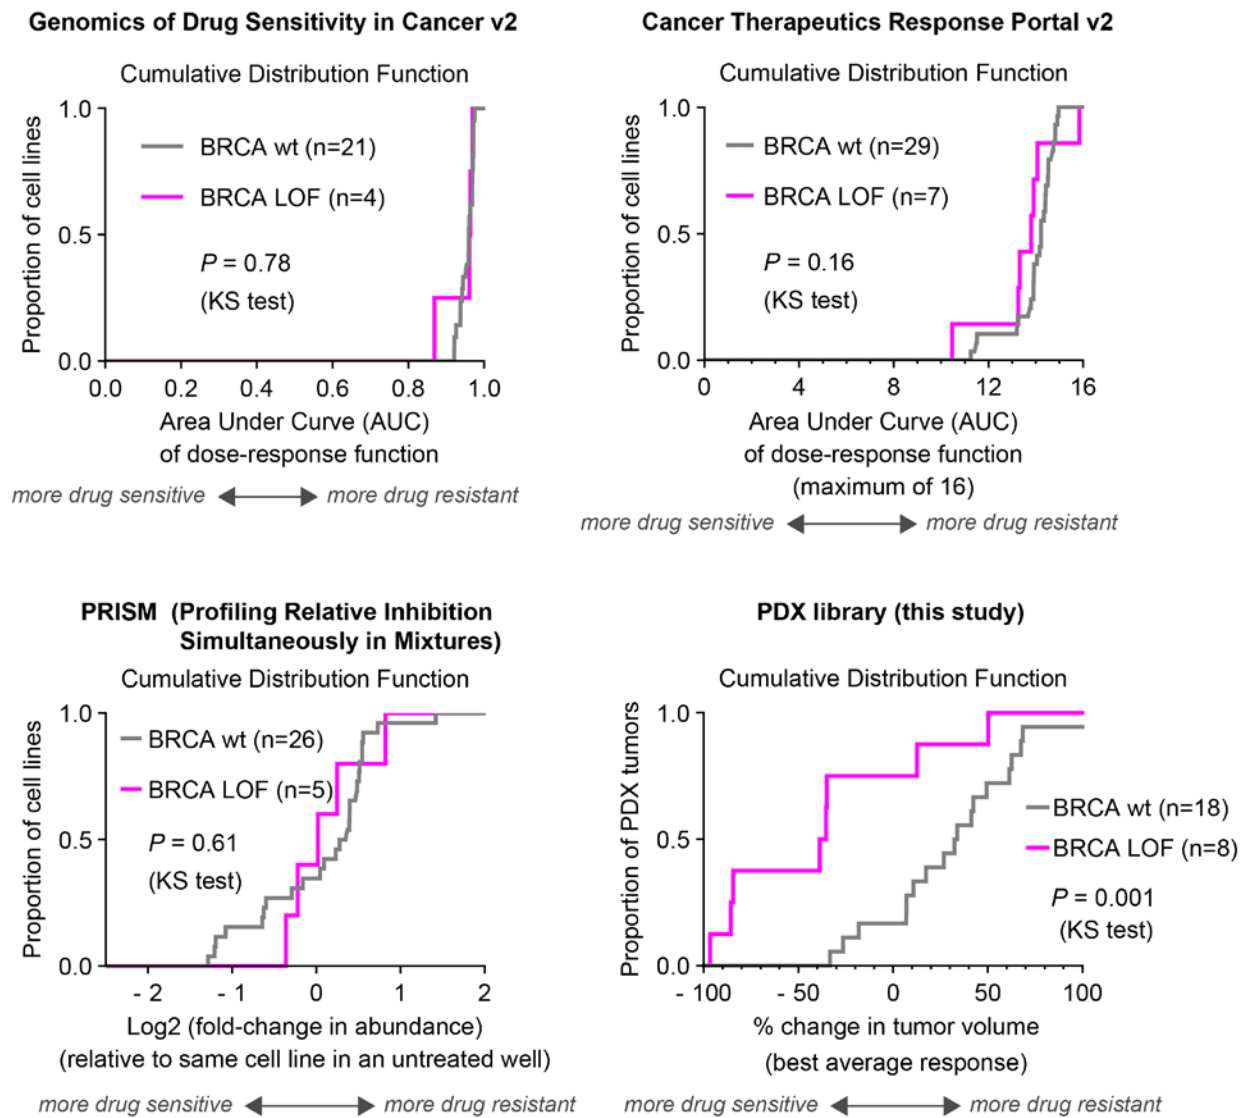 Genomics of Drug Sensitivity in Cancer v2
Cumulative Distribution Function
Proportion of cell lines
1.0
0.5
0.0
BRCA wt (n=21)
BRCA LOF (n=4)
P = 0.78
(KS test)
0.0 0.2 0.4 0.6 0.8 1.0
Area Under Curve (AUC)
of dose-response function
more drug sensitive more drug resistant
Cancer Therapeutics Response Portal v2
Cumulative Distribution Function
Proportion of cell lines
1.0
0.5
0.0
BRCA wt (n=29)
BRCA LOF (n=7)
P = 0.16
(KS test)
0 4 8 12 16
Area Under Curve (AUC)
of dose-response function
(maximum of 16)
more drug sensitive more drug resistant
PRISM (Profiling Relative Inhibition
Simultaneously in Mixtures)
Cumulative Distribution Function
Proportion of cell lines
1.0
0.5
0.0
BRCA wt (n=26)
BRCA LOF (n=5)
P = 0.61
(KS test)
- 2 - 1 0 1 2
Log2 (fold-change in abundance)
(relative to same cell line in an untreated well)
more drug sensitive more drug resistant
PDX library (this study)
Cumulative Distribution Function
Proportion of PDX tumors
1.0
0.5
0.0
BRCA wt (n=18)
BRCA LOF (n=8)
P = 0.001
(KS test)
- 100 - 50 0 50 100
% change in tumor volume
(best average response)
more drug sensitive more drug resistant